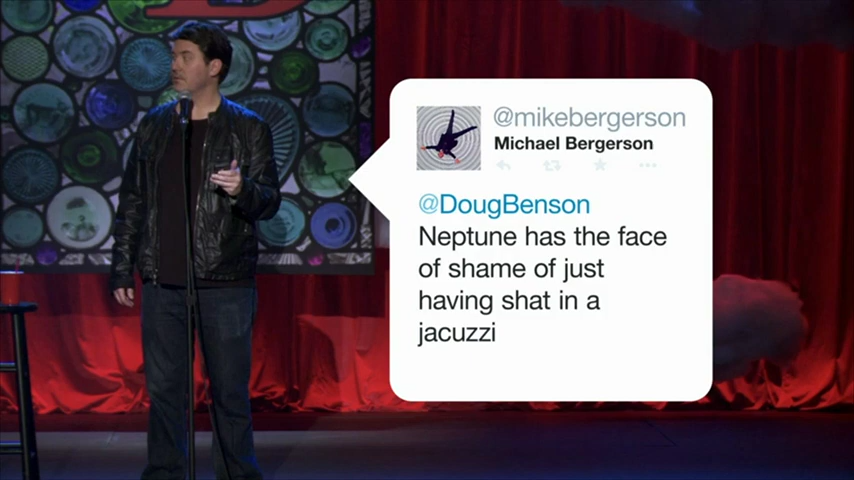 @mikebergerson
Michael Bergerson
@DougBenson
Neptune has the face
of shame of just
having shat in a
jacuzzi